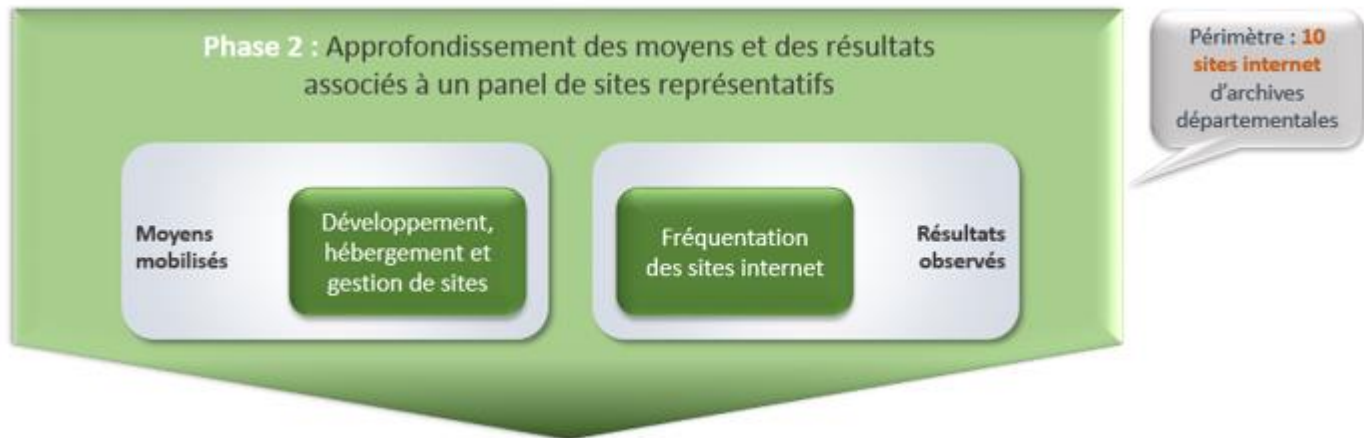 Phase 2 : Approfondissement des moyens et des résultats
associés à un panel de sites représentatifs
Périmètre : 10
sites internet
d'archives
départementales
Moyens
mobilisés
Développement,
hébergement et
gestion de sites
Fréquentation
des sites internet
Résultats
observés